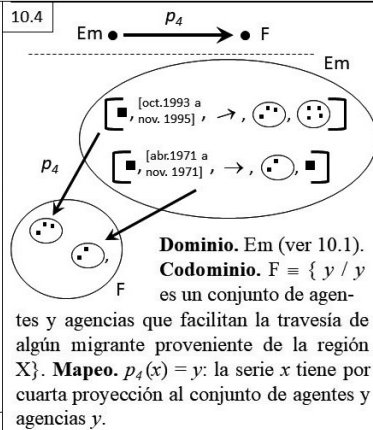 10.4
p₄
Em F
Em
[oct.1993 a
nov. 1995]
[abr.1971 a
nov. 1971]
p₄
F
Dominio. Em (ver 10.1).
Codominio. F ≡ { y / y
es un conjunto de agen-
tes y agencias que facilitan la travesía de
algún migrante proveniente de la región
X}. Mapeo. p₄(x) = y: la serie x tiene por
cuarta proyección al conjunto de agentes y
agencias y.